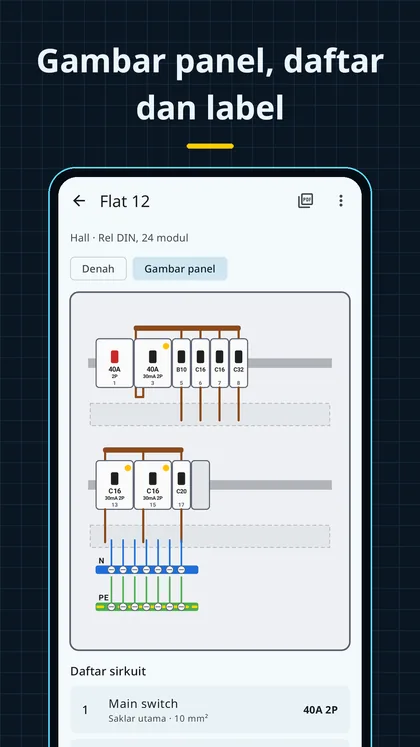 Gambar panel, daftar
dan label
Flat 12
PDF
Hall · Rel DIN, 24 modul
Denah
Gambar panel
40A
2P
1
40A
30mA 2P
3
B10
5
C16
6
C16
7
C32
8
C16
30mA 2P
13
C16
30mA 2P
15
C20
17
N
PE
Daftar sirkuit
1
Main switch
Saklar utama · 10 mm²
40A 2P